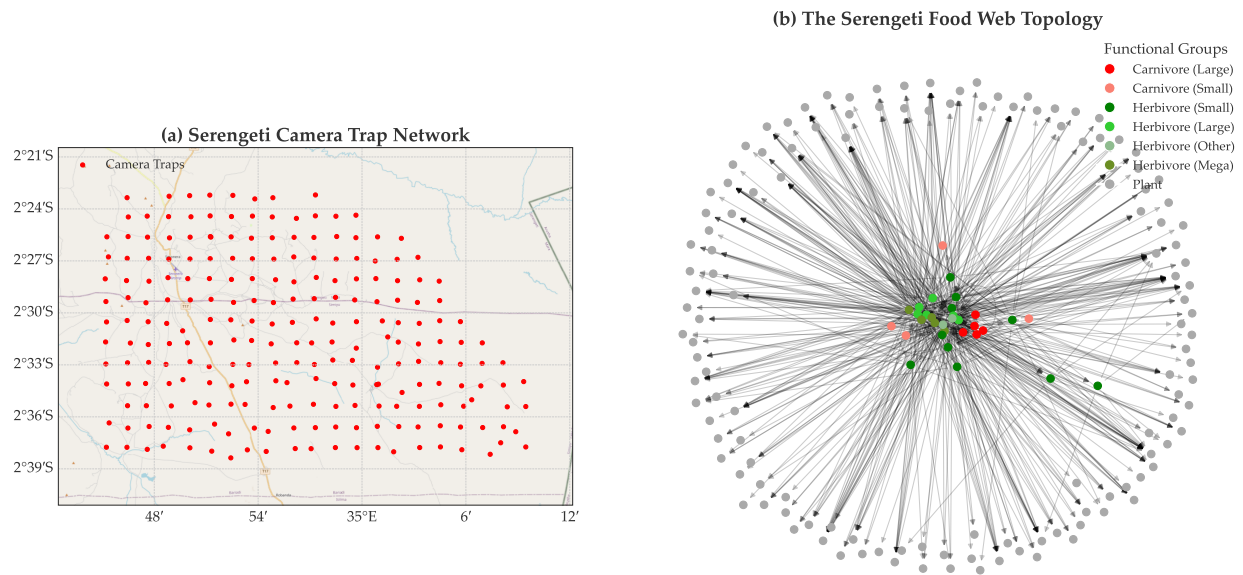 (a) Serengeti Camera Trap Network
Camera Traps
2°21′S
2°24′S
2°27′S
2°30′S
2°33′S
2°36′S
2°39′S
48′
54′
35°E
6′
12′
(b) The Serengeti Food Web Topology
Functional Groups
Carnivore (Large)
Carnivore (Small)
Herbivore (Small)
Herbivore (Large)
Herbivore (Other)
Herbivore (Mega)
Plant